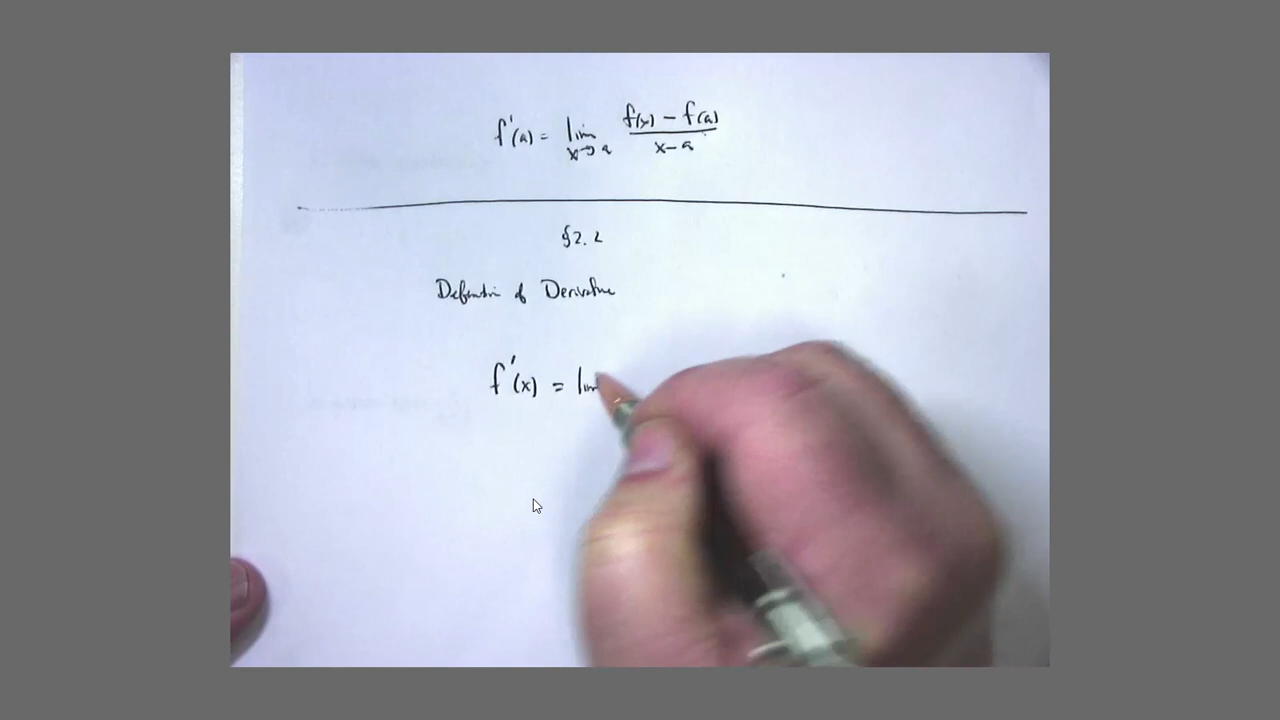 f'(a) = lim x→a f(x) - f(a) / x - a
§2.2
Definition of Derivative
f'(x) = lim